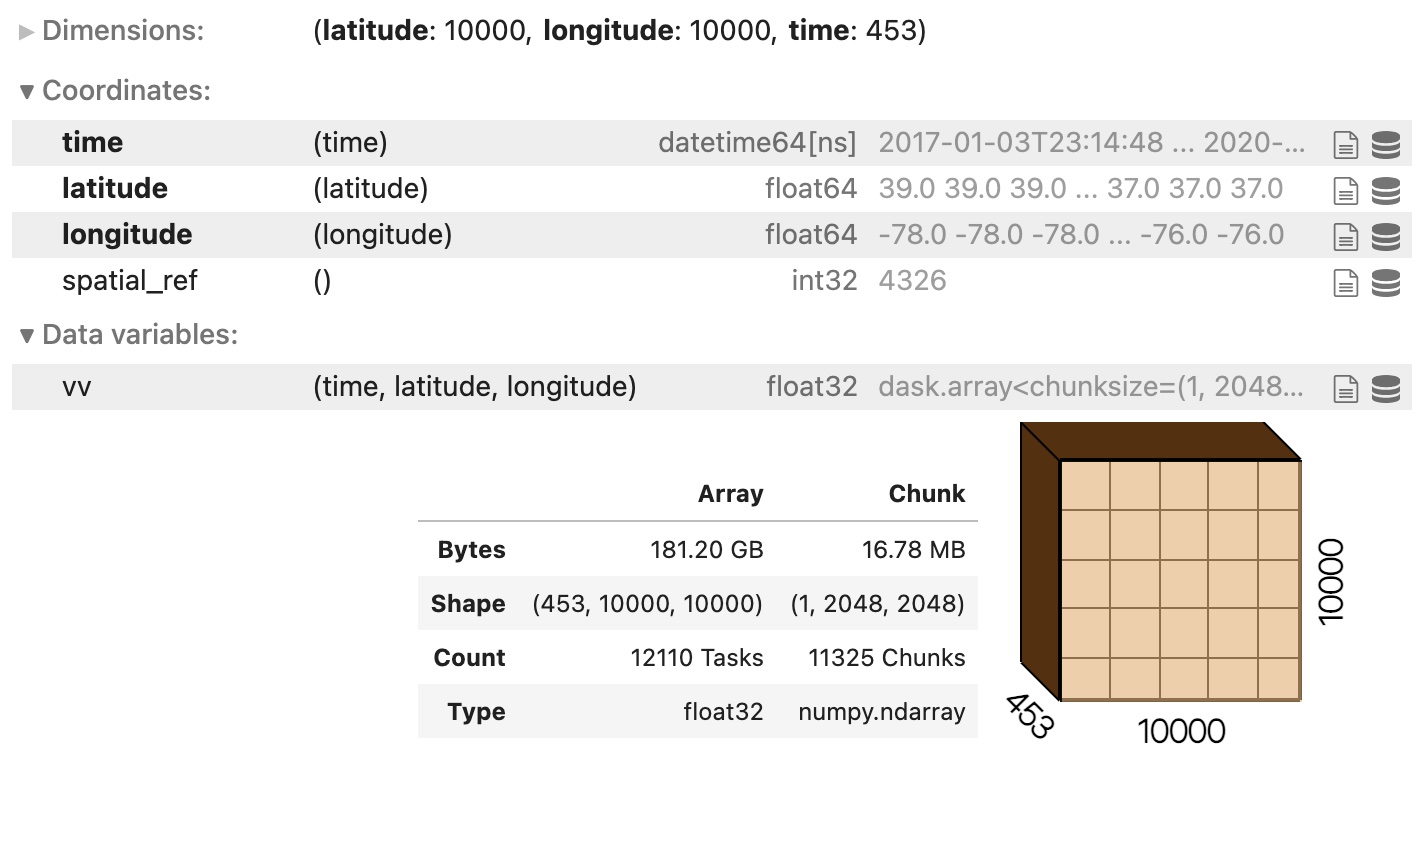 ▶ Dimensions: (latitude: 10000, longitude: 10000, time: 453)
▼ Coordinates:
time (time) datetime64[ns] 2017-01-03T23:14:48 ... 2020-...
latitude (latitude) float64 39.0 39.0 39.0 ... 37.0 37.0 37.0
longitude (longitude) float64 -78.0 -78.0 -78.0 ... -76.0 -76.0
spatial_ref () int32 4326
▼ Data variables:
vv (time, latitude, longitude) float32 dask.array<chunksize=(1, 2048...
Array Chunk
Bytes 181.20 GB 16.78 MB
Shape (453, 10000, 10000) (1, 2048, 2048)
Count 12110 Tasks 11325 Chunks
Type float32 numpy.ndarray
10000
453
10000